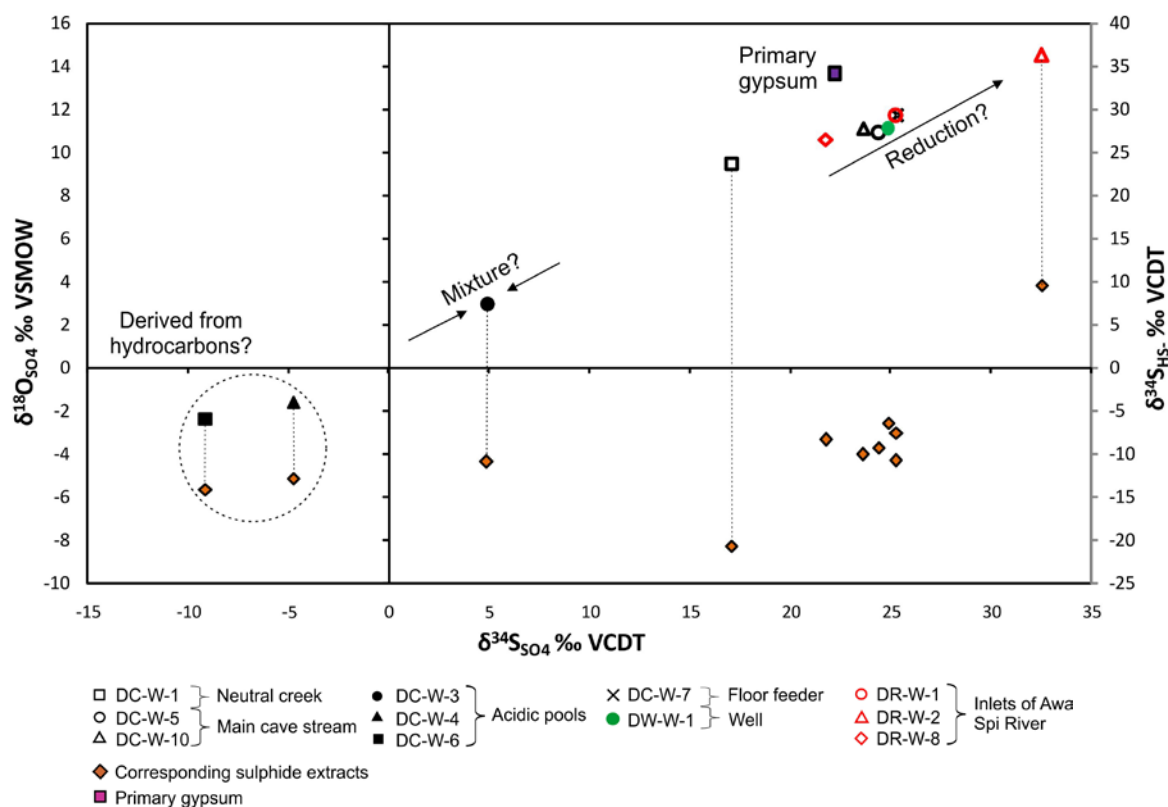 16
14
12
10
8
6
4
2
0
-2
-4
-6
-8
-10
δ18OSO4 ‰ VSMOW
40
35
30
25
20
15
10
5
0
-5
-10
-15
-20
-25
δ34SHS- ‰ VCDT
Primary
gypsum
Reduction?
Mixture?
Derived from
hydrocarbons?
-15
-10
-5
0
5
10
15
20
25
30
35
δ34SSO4 ‰ VCDT
DC-W-1
Neutral creek
DC-W-5
DC-W-10
Main cave stream
DC-W-3
DC-W-4
DC-W-6
Acidic pools
DC-W-7
Floor feeder
DW-W-1
Well
DR-W-1
DR-W-2
DR-W-8
Inlets of Awa
Spi River
Corresponding sulphide extracts
Primary gypsum